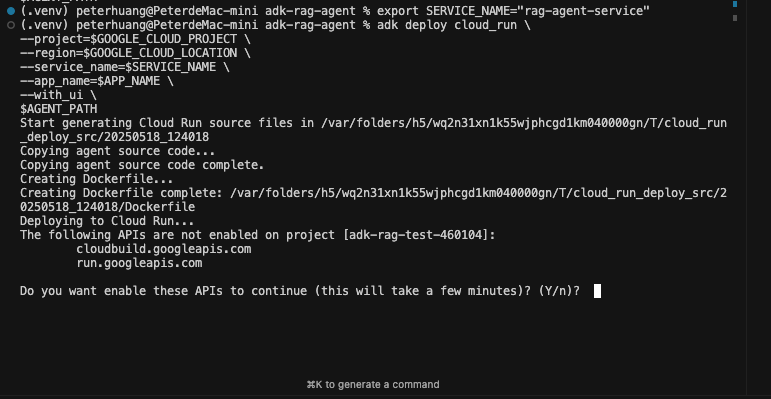 $AGENT_PATH
(.venv) peterhuang@PeterdeMac-mini adk-rag-agent % export SERVICE_NAME="rag-agent-service"
(.venv) peterhuang@PeterdeMac-mini adk-rag-agent % adk deploy cloud_run \
--project=$GOOGLE_CLOUD_PROJECT \
--region=$GOOGLE_CLOUD_LOCATION \
--service_name=$SERVICE_NAME \
--app_name=$APP_NAME \
--with_ui \
$AGENT_PATH
Start generating Cloud Run source files in /var/folders/h5/wq2n31xn1k55wjphcgd1km040000gn/T/cloud_run
_deploy_src/20250518_124018
Copying agent source code...
Copying agent source code complete.
Creating Dockerfile...
Creating Dockerfile complete: /var/folders/h5/wq2n31xn1k55wjphcgd1km040000gn/T/cloud_run_deploy_src/2
0250518_124018/Dockerfile
Deploying to Cloud Run...
The following APIs are not enabled on project [adk-rag-test-460104]:
cloudbuild.googleapis.com
run.googleapis.com
Do you want enable these APIs to continue (this will take a few minutes)? (Y/n)?
⌘K to generate a command